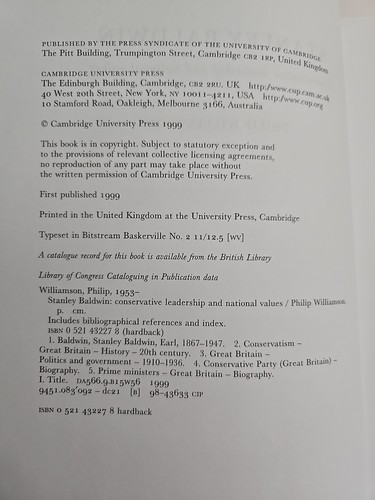 PUBLISHED BY THE PRESS SYNDICATE OF THE UNIVERSITY OF CAMBRIDGE
The Pitt Building, Trumpington Street, Cambridge CB2 1RP, United Kingdom
CAMBRIDGE UNIVERSITY PRESS
The Edinburgh Building, Cambridge, CB2 2RU, UK http://www.cup.cam.ac.uk
40 West 20th Street, New York, NY 10011–4211, USA http://www.cup.org
10 Stamford Road, Oakleigh, Melbourne 3166, Australia
© Cambridge University Press 1999
This book is in copyright. Subject to statutory exception and
to the provisions of relevant collective licensing agreements,
no reproduction of any part may take place without
the written permission of Cambridge University Press.
First published 1999
Printed in the United Kingdom at the University Press, Cambridge
Typeset in Bitstream Baskerville No. 2 11/12.5 [WV]
A catalogue record for this book is available from the British Library
Library of Congress Cataloguing in Publication data
Williamson, Philip, 1953–
Stanley Baldwin: conservative leadership and national values / Philip Williamson
p. cm.
Includes bibliographical references and index.
ISBN 0 521 43227 8 (hardback)
1. Baldwin, Stanley Baldwin, Earl, 1867–1947. 2. Conservatism –
Great Britain – History – 20th century. 3. Great Britain –
Politics and government – 1910–1936. 4. Conservative Party (Great Britain) –
Biography. 5. Prime ministers – Great Britain – Biography.
I. Title. DA566.9.B15W56 1999
9451.083'092 – dc21 [B] 98-43633 CIP
ISBN 0 521 43227 8 hardback